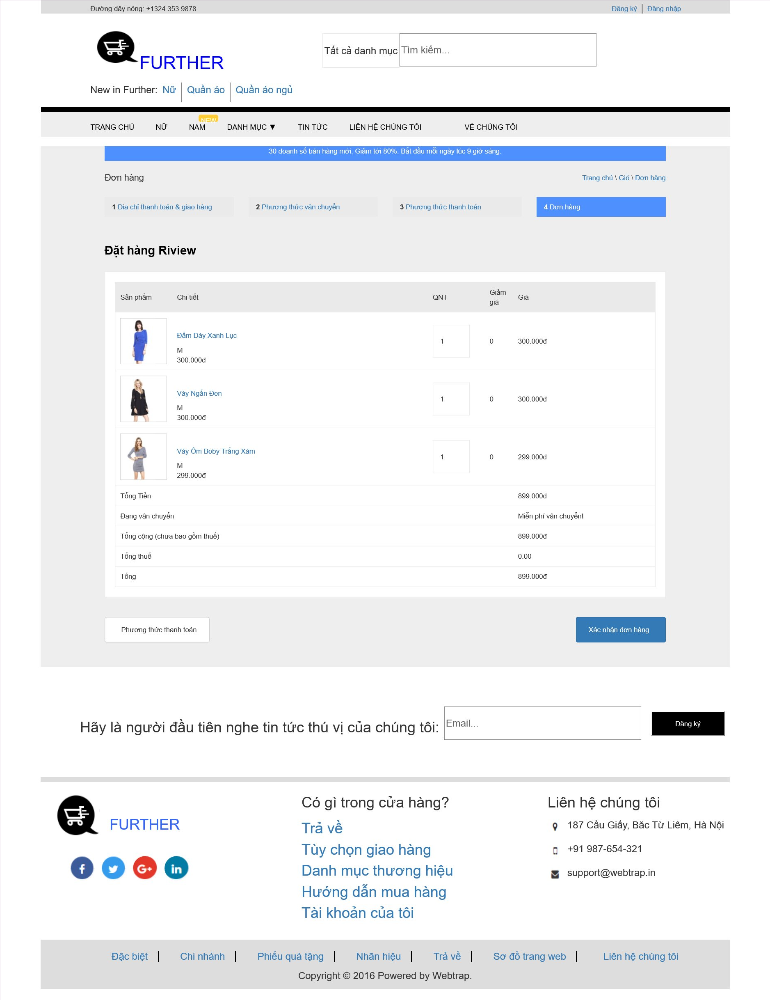 Đường dây nóng: +1324 353 9878
Đăng ký
Đăng nhập
FURTHER
Tất cả danh mục
Tìm kiếm...
New in Further: Nữ Quần áo Quần áo ngủ
NEW
TRANG CHỦ NỮ NAM DANH MỤC ▼ TIN TỨC LIÊN HỆ CHÚNG TÔI VỀ CHÚNG TÔI
30 doanh số bán hàng mới. Giảm tới 80%. Bắt đầu mỗi ngày lúc 9 giờ sáng.
Đơn hàng
Trang chủ \ Giỏ \ Đơn hàng
1 Địa chỉ thanh toán & giao hàng
2 Phương thức vận chuyển
3 Phương thức thanh toán
4 Đơn hàng
Đặt hàng Riview
Sản phẩm Chi tiết QNT Giảm giá Giá
Đầm Dày Xanh Lục
M
300.000đ
1 0 300.000đ
Váy Ngắn Đen
M
300.000đ
1 0 300.000đ
Váy Ôm Boby Trắng Xám
M
299.000đ
1 0 299.000đ
Tổng Tiền 899.000đ
Đang vận chuyển Miễn phí vận chuyển!
Tổng cộng (chưa bao gồm thuế) 899.000đ
Tổng thuế 0.00
Tổng 899.000đ
Phương thức thanh toán
Xác nhận đơn hàng
Hãy là người đầu tiên nghe tin tức thú vị của chúng tôi:
Email...
Đăng ký
FURTHER
Có gì trong cửa hàng?
Trả về
Tùy chọn giao hàng
Danh mục thương hiệu
Hướng dẫn mua hàng
Tài khoản của tôi
Liên hệ chúng tôi
187 Cầu Giấy, Băc Từ Liêm, Hà Nội
+91 987-654-321
support@webtrap.in
Đặc biệt Chi nhánh Phiếu quà tặng Nhãn hiệu Trả về Sơ đồ trang web Liên hệ chúng tôi
Copyright © 2016 Powered by Webtrap.